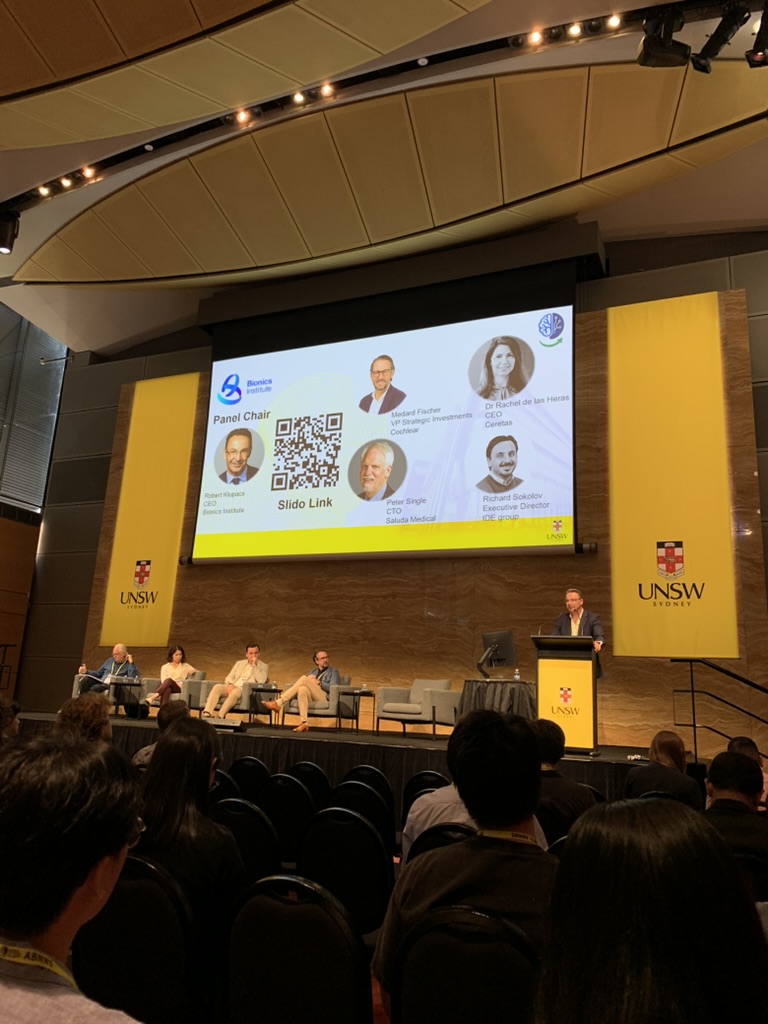 Bionics
Institute
Panel Chair
Robert Klupacs
CEO
Bionics Institute
Slido Link
Medard Fischer
VP Strategic Investments
Cochlear
Dr Rachel de las Heras
CEO
Ceretas
Peter Single
CTO
Saluda Medical
Richard Sokolov
Executive Director
IDE group
UNSW
UNSW
SYDNEY
UNSW
SYDNEY
UNSW